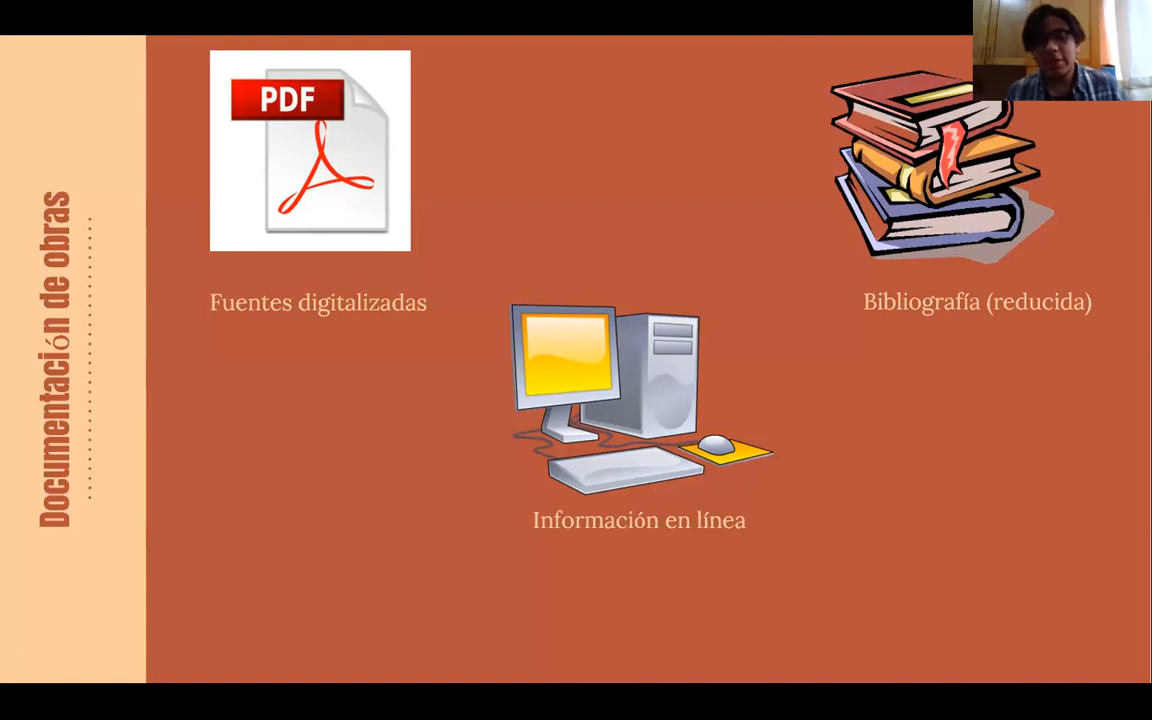 Documentación de obras
PDF
Fuentes digitalizadas
Bibliografía (reducida)
Información en línea